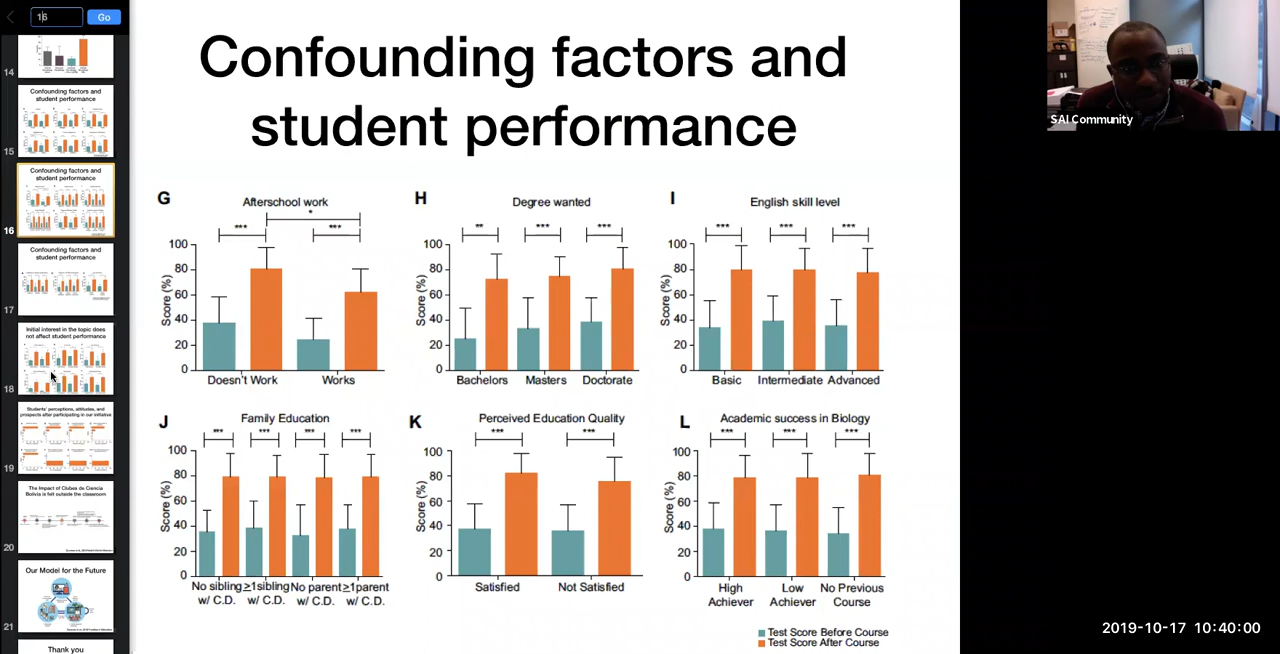 16
Go
14
Confounding factors and
student performance
15
Confounding factors and
student performance
16
Confounding factors and
student performance
17
Initial interest in the topic does
not affect student performance
18
Students' perceptions, attitudes, and
prospects after participating in our initiative
19
The Impact of Clubes de Ciencia
Bolivia is felt outside the classroom
20
Our Model for the Future
21
Thank you
Confounding factors and
student performance
G
Afterschool work
*
*** ***
Score (%)
100
80
60
40
20
0
Doesn't Work Works
H
Degree wanted
** *** ***
Score (%)
100
80
60
40
20
0
Bachelors Masters Doctorate
I
English skill level
*** *** ***
Score (%)
100
80
60
40
20
0
Basic Intermediate Advanced
J
Family Education
*** *** *** ***
Score (%)
100
80
60
40
20
0
No sibling ≥1sibling No parent ≥1parent
w/ C.D. w/ C.D. w/ C.D. w/ C.D.
K
Perceived Education Quality
*** ***
Score (%)
100
80
60
40
20
0
Satisfied Not Satisfied
L
Academic success in Biology
*** *** ***
Score (%)
100
80
60
40
20
0
High Low No Previous
Achiever Achiever Course
Test Score Before Course
Test Score After Course
SAI Community
2019-10-17 10:40:00